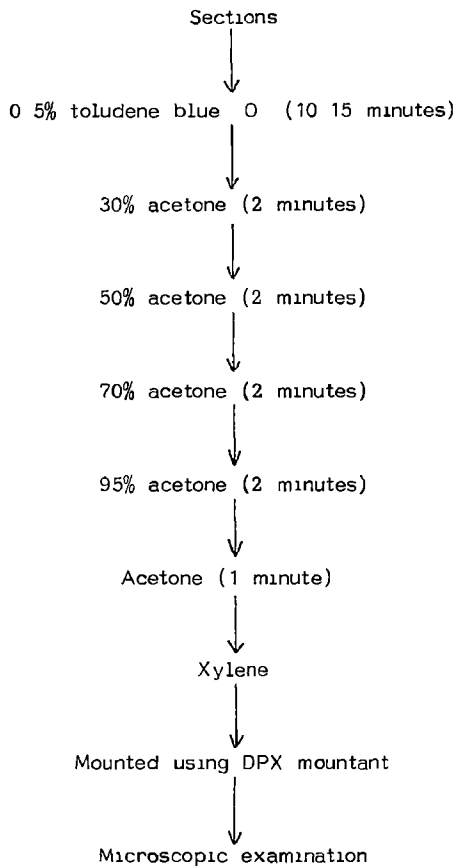 Sections
0 5% toludene blue O (10 15 minutes)
30% acetone (2 minutes)
50% acetone (2 minutes)
70% acetone (2 minutes)
95% acetone (2 minutes)
Acetone (1 minute)
Xylene
Mounted using DPX mountant
Microscopic examination